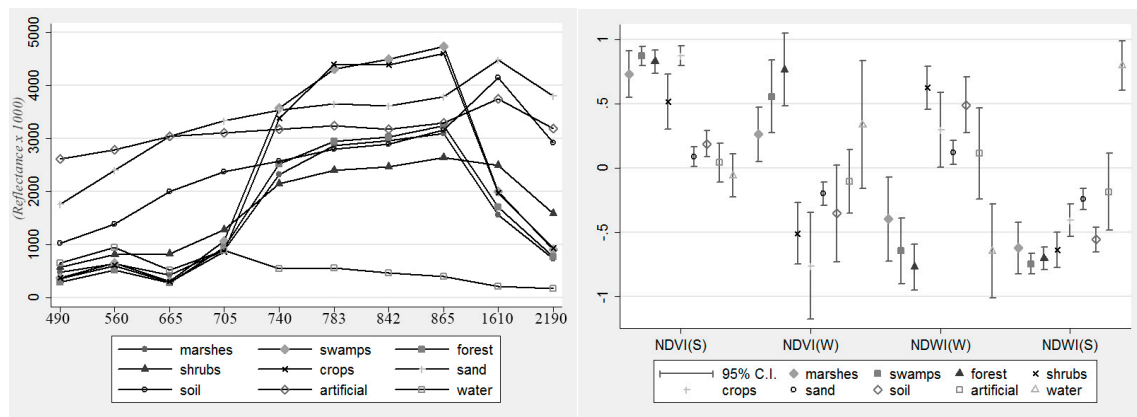 (Reflectance x 1000)
5000
4000
3000
2000
1000
0
490 560 665 705 740 783 842 865 1610 2190
marshes swamps forest
shrubs crops sand
soil artificial water
1
.5
0
-.5
-1
NDVI(S) NDVI(W) NDWI(W) NDWI(S)
95% C.I. marshes swamps forest shrubs
crops sand soil artificial water